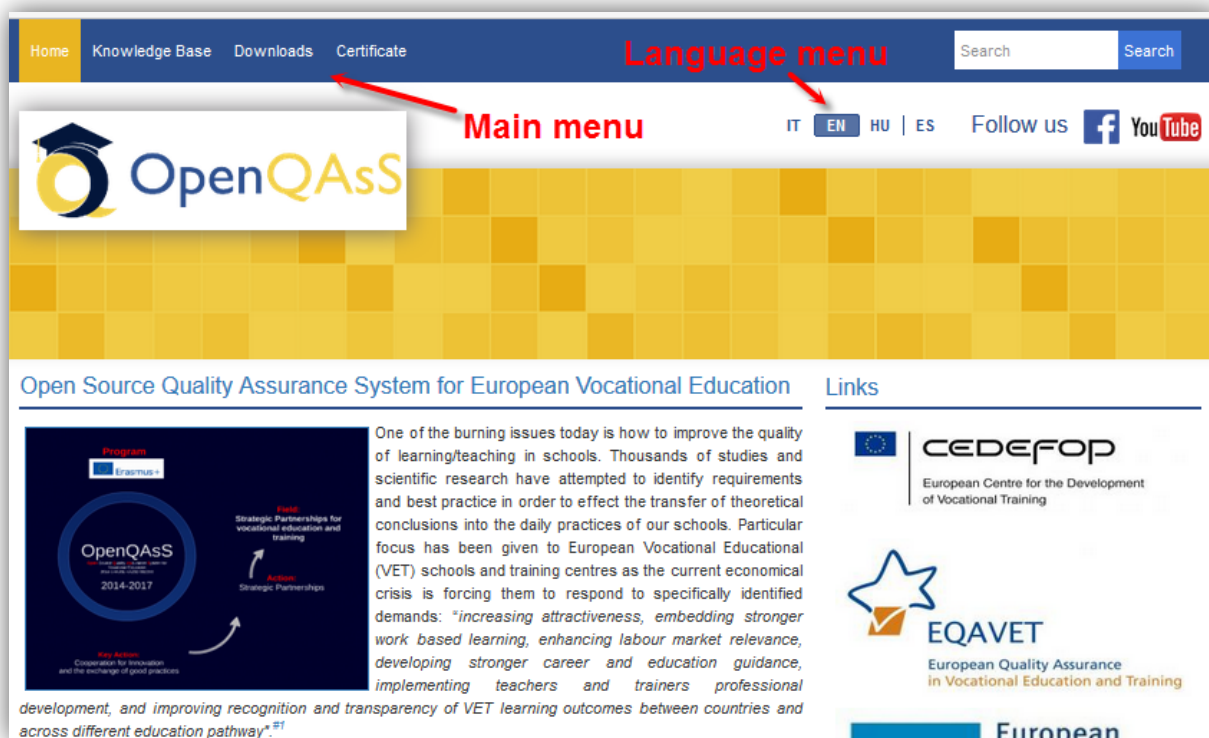 Home Knowledge Base Downloads Certificate
Language menu
Search Search
Main menu
IT EN HU | ES Follow us f YouTube
OpenQAsS
Open Source Quality Assurance System for European Vocational Education
Program
Erasmus+
OpenQAsS
2014-2017
Field:
Strategic Partnerships for
vocational education and
training
Action:
Strategic Partnerships
Key Action:
Cooperation for Innovation
and the exchange of good practices
One of the burning issues today is how to improve the quality
of learning/teaching in schools. Thousands of studies and
scientific research have attempted to identify requirements
and best practice in order to effect the transfer of theoretical
conclusions into the daily practices of our schools. Particular
focus has been given to European Vocational Educational
(VET) schools and training centres as the current economical
crisis is forcing them to respond to specifically identified
demands: "increasing attractiveness, embedding stronger
work based learning, enhancing labour market relevance,
developing stronger career and education guidance,
implementing teachers and trainers professional
development, and improving recognition and transparency of VET learning outcomes between countries and
across different education pathway".#1
Links
CEDEFOP
European Centre for the Development
of Vocational Training
EQAVET
European Quality Assurance
in Vocational Education and Training
European